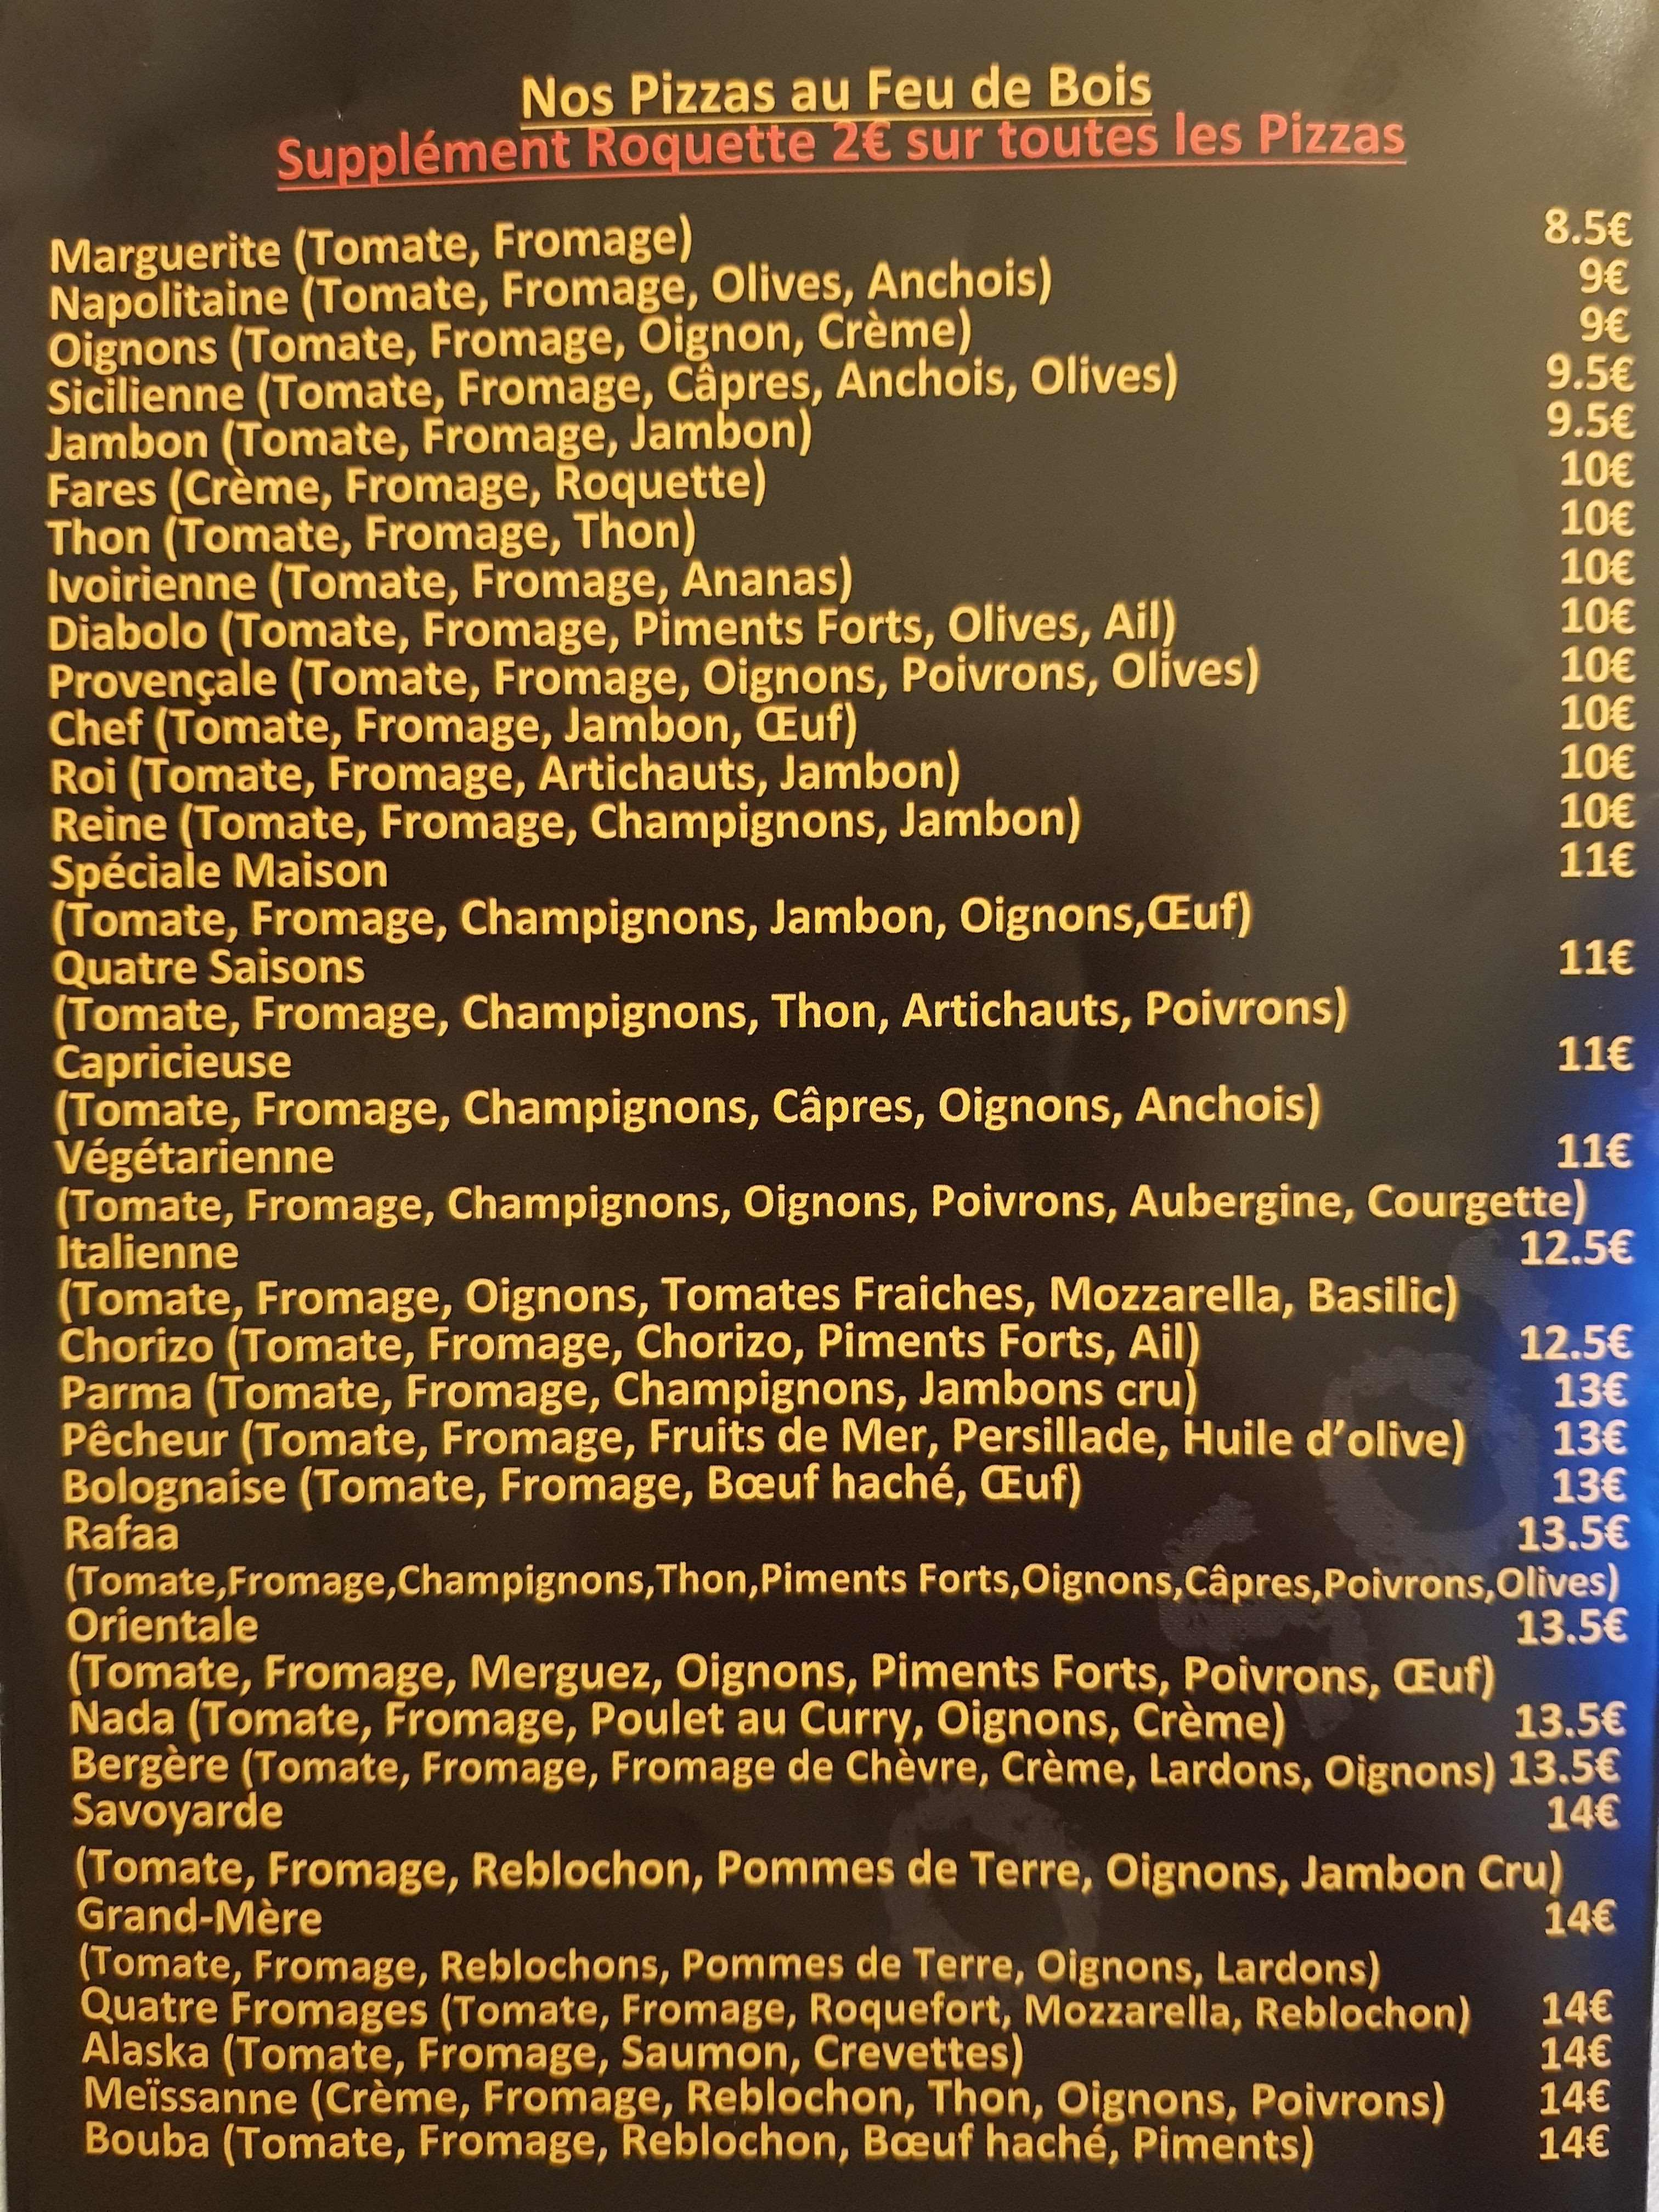 Nos Pizzas au Feu de Bois
Supplément Roquette 2€ sur toutes les Pizzas
Marguerite (Tomate, Fromage) 8.5€
Napolitaine (Tomate, Fromage, Olives, Anchois) 9€
Oignons (Tomate, Fromage, Oignon, Crème) 9€
Sicilienne (Tomate, Fromage, Câpres, Anchois, Olives) 9.5€
Jambon (Tomate, Fromage, Jambon) 9.5€
Fares (Crème, Fromage, Roquette) 10€
Thon (Tomate, Fromage, Thon) 10€
Ivoirienne (Tomate, Fromage, Ananas) 10€
Diabolo (Tomate, Fromage, Piments Forts, Olives, Ail) 10€
Provençale (Tomate, Fromage, Oignons, Poivrons, Olives) 10€
Chef (Tomate, Fromage, Jambon, Œuf) 10€
Roi (Tomate, Fromage, Artichauts, Jambon) 10€
Reine (Tomate, Fromage, Champignons, Jambon) 10€
Spéciale Maison 11€
(Tomate, Fromage, Champignons, Jambon, Oignons,Œuf)
Quatre Saisons 11€
(Tomate, Fromage, Champignons, Thon, Artichauts, Poivrons)
Capricieuse 11€
(Tomate, Fromage, Champignons, Câpres, Oignons, Anchois)
Végétarienne 11€
(Tomate, Fromage, Champignons, Oignons, Poivrons, Aubergine, Courgette)
Italienne 12.5€
(Tomate, Fromage, Oignons, Tomates Fraiches, Mozzarella, Basilic)
Chorizo (Tomate, Fromage, Chorizo, Piments Forts, Ail) 12.5€
Parma (Tomate, Fromage, Champignons, Jambons cru) 13€
Pêcheur (Tomate, Fromage, Fruits de Mer, Persillade, Huile d’olive) 13€
Bolognaise (Tomate, Fromage, Bœuf haché, Œuf) 13€
Rafaa 13.5€
(Tomate,Fromage,Champignons,Thon,Piments Forts,Oignons,Câpres,Poivrons,Olives)
Orientale 13.5€
(Tomate, Fromage, Merguez, Oignons, Piments Forts, Poivrons, Œuf)
Nada (Tomate, Fromage, Poulet au Curry, Oignons, Crème) 13.5€
Bergère (Tomate, Fromage, Fromage de Chèvre, Crème, Lardons, Oignons) 13.5€
Savoyarde 14€
(Tomate, Fromage, Reblochon, Pommes de Terre, Oignons, Jambon Cru)
Grand-Mère 14€
(Tomate, Fromage, Reblochons, Pommes de Terre, Oignons, Lardons)
Quatre Fromages (Tomate, Fromage, Roquefort, Mozzarella, Reblochon) 14€
Alaska (Tomate, Fromage, Saumon, Crevettes) 14€
Meïssanne (Crème, Fromage, Reblochon, Thon, Oignons, Poivrons) 14€
Bouba (Tomate, Fromage, Reblochon, Bœuf haché, Piments) 14€